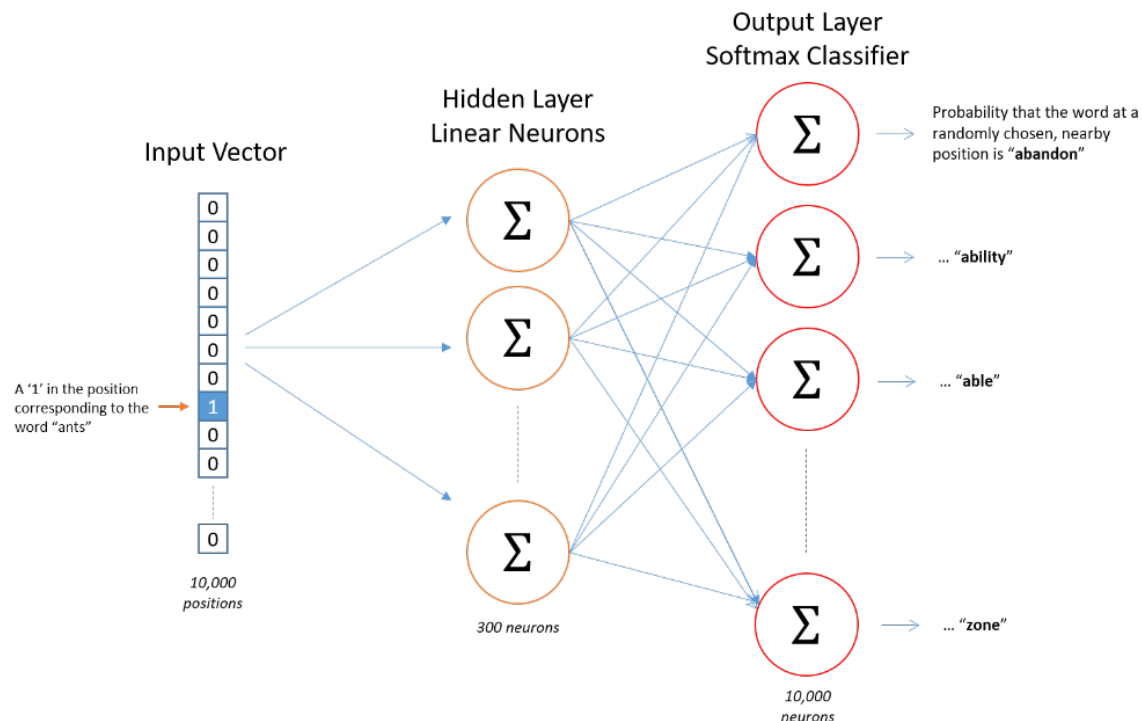 Output Layer
Softmax Classifier
Hidden Layer
Linear Neurons
Input Vector
0
0
0
0
0
0
0
1
0
0
0
A ‘1’ in the position
corresponding to the
word “ants”
10,000
positions
Σ
Σ
Σ
300 neurons
Σ
Σ
Σ
Σ
10,000
neurons
Probability that the word at a
randomly chosen, nearby
position is “abandon”
... “ability”
... “able”
... “zone”